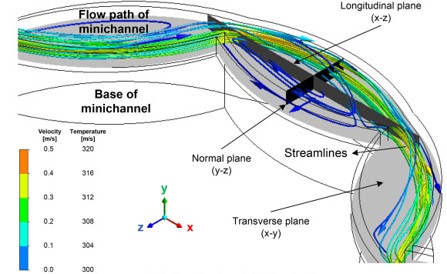 Longitudinal plane
(x-z)
Flow path of
minichannel
Base of
minichannel
Normal plane
(y-z)
Streamlines
Transverse plane
(x-y)
Velocity Temperature
[m/s] [m/s]
0.5 320
0.4 316
0.3 312
0.2 308
0.1 304
0.0 300
y
z x